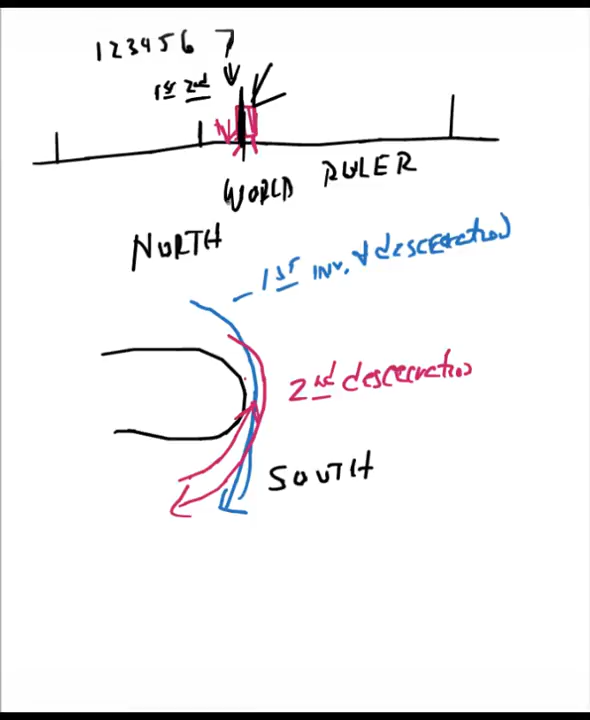 1 2 3 4 5 6 7
1st 2nd
WORLD RULER
NORTH
1ST INV. & desecration
2nd desecration
SOUTH